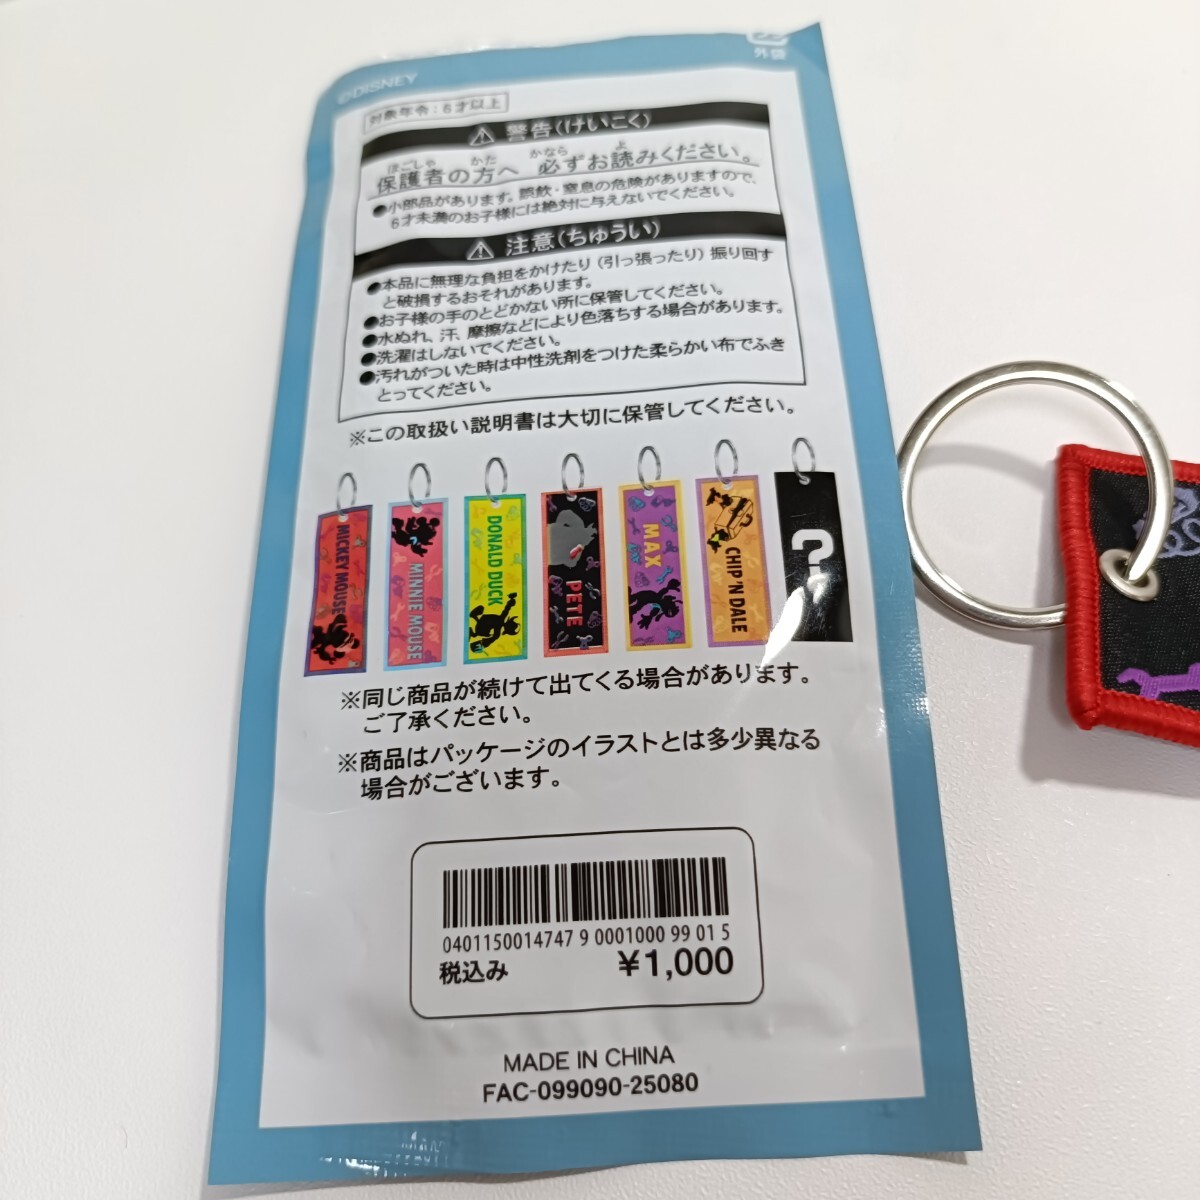 外袋
©DISNEY
対象年令：6才以上
警告(けいこく)
ほごしゃ かた かなら よ
保護者の方へ 必ずお読みください。
●小部品があります。誤飲・窒息の危険がありますので、
6才未満のお子様には絶対に与えないでください。
注意(ちゅうい)
●本品に無理な負担をかけたり(引っ張ったり)振り回す
と破損するおそれがあります。
●お子様の手のとどかない所に保管してください。
●水ぬれ、汗、摩擦などにより色落ちする場合があります。
●洗濯はしないでください。
●汚れがついた時は中性洗剤をつけた柔らかい布でふき
とってください。
※この取扱い説明書は大切に保管してください。
MICKEY MOUSE
MINNIE MOUSE
DONALD DUCK
PETE
MAX
CHIP 'N DALE
?
※同じ商品が続けて出てくる場合があります。
ご了承ください。
※商品はパッケージのイラストとは多少異なる
場合がございます。
0401150014747 9 0001000 99 01 5
税込み ¥1,000
MADE IN CHINA
FAC-099090-25080